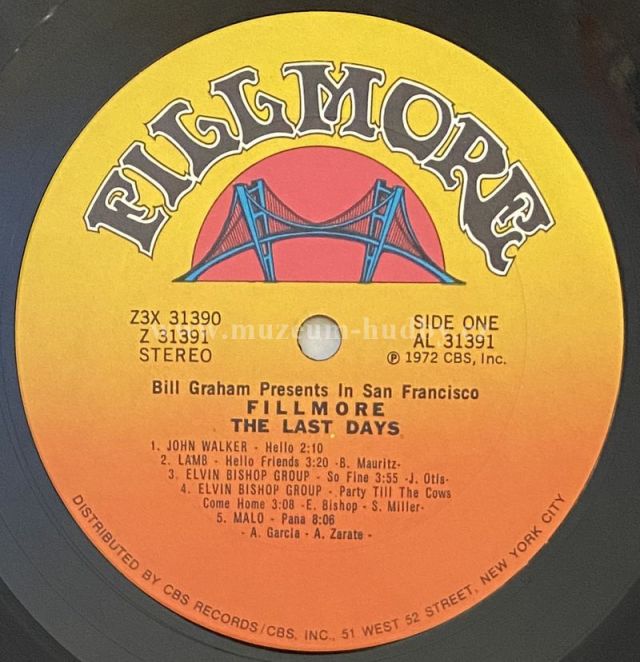 FILLMORE
Z3X 31390
Z 31391
STEREO
SIDE ONE
AL 31391
℗ 1972 CBS, Inc.
Bill Graham Presents In San Francisco
FILLMORE
THE LAST DAYS
1. JOHN WALKER - Hello 2:10
2. LAMB - Hello Friends 3:20 -B. Mauritz-
3. ELVIN BISHOP GROUP - So Fine 3:55 -J. Otis-
4. ELVIN BISHOP GROUP - Party Till The Cows
Come Home 3:08 -E. Bishop - S. Miller-
5. MALO - Pana 8:06
- A. Garcia - A. Zarate -
DISTRIBUTED BY CBS RECORDS/CBS, INC., 51 WEST 52 STREET, NEW YORK CITY